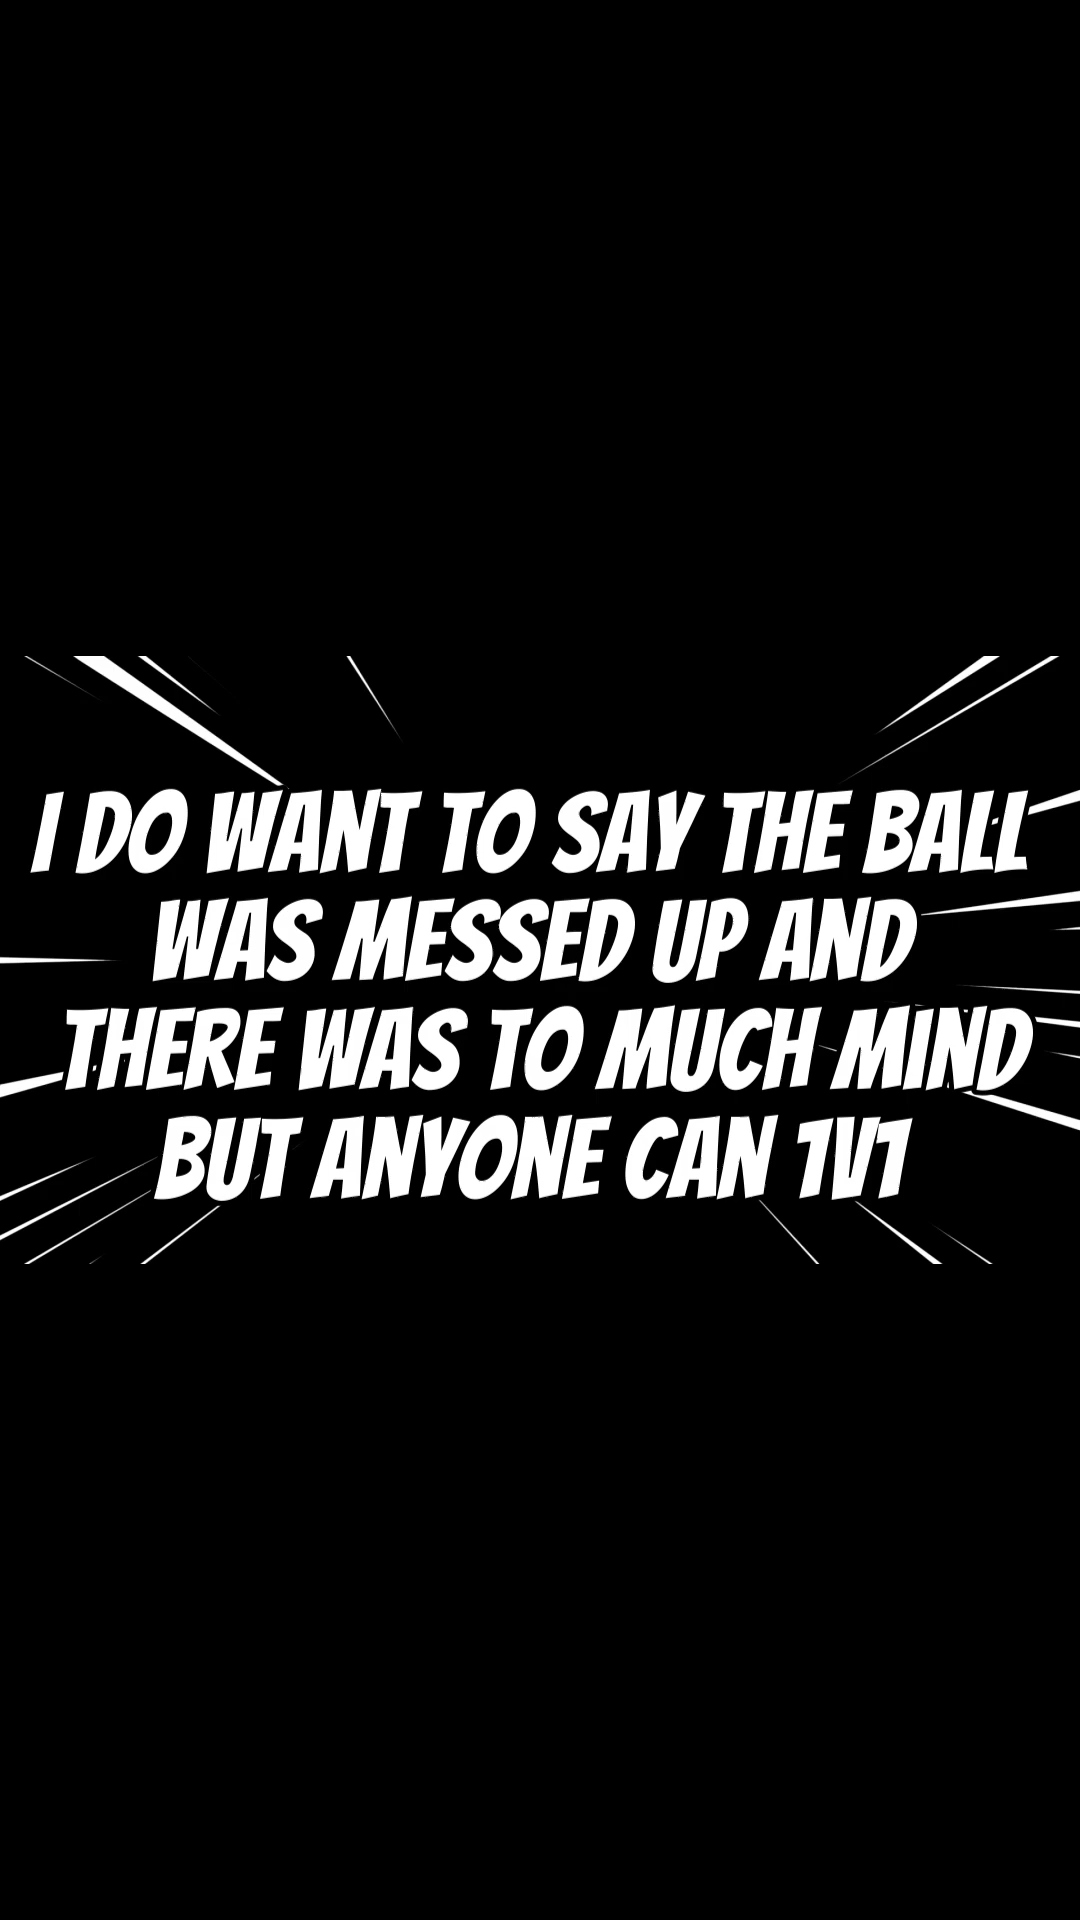 I DO WANT TO SAY THE BALL
WAS MESSED UP AND
THERE WAS TO MUCH MIND
BUT ANYONE CAN 1V1